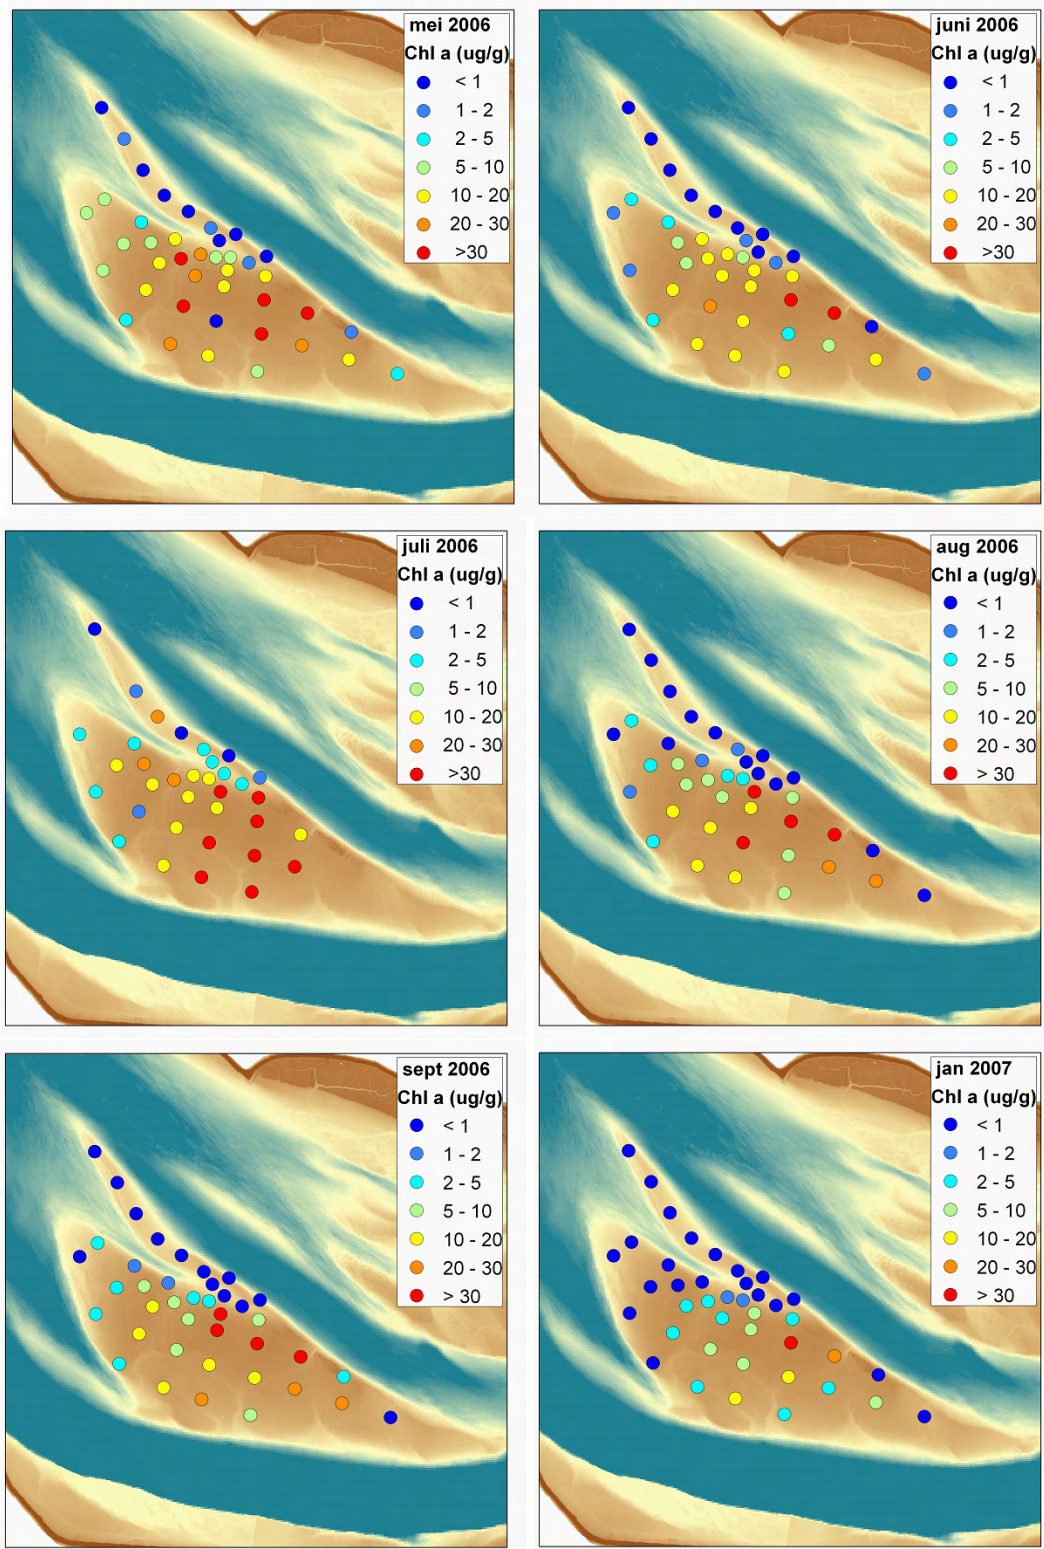 mei 2006
Chl a (ug/g)
< 1
1 - 2
2 - 5
5 - 10
10 - 20
20 - 30
>30
juni 2006
Chl a (ug/g)
< 1
1 - 2
2 - 5
5 - 10
10 - 20
20 - 30
>30
juli 2006
Chl a (ug/g)
< 1
1 - 2
2 - 5
5 - 10
10 - 20
20 - 30
>30
aug 2006
Chl a (ug/g)
< 1
1 - 2
2 - 5
5 - 10
10 - 20
20 - 30
> 30
sept 2006
Chl a (ug/g)
< 1
1 - 2
2 - 5
5 - 10
10 - 20
20 - 30
> 30
jan 2007
Chl a (ug/g)
< 1
1 - 2
2 - 5
5 - 10
10 - 20
20 - 30
> 30